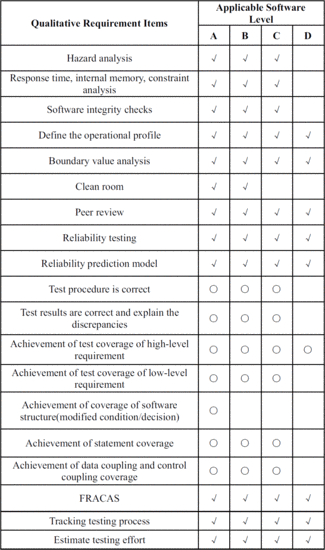 Qualitative Requirement Items
Applicable Software
Level
A B C D
Hazard analysis √ √ √
Response time, internal memory, constraint
analysis √ √ √
Software integrity checks √ √ √
Define the operational profile √ √ √ √
Boundary value analysis √ √ √ √
Clean room √ √
Peer review √ √ √ √
Reliability testing √ √ √ √
Reliability prediction model √ √ √ √
Test procedure is correct ○ ○ ○
Test results are correct and explain the
discrepancies ○ ○ ○
Achievement of test coverage of high-level
requirement ○ ○ ○ ○
Achievement of test coverage of low-level
requirement ○ ○ ○
Achievement of coverage of software
structure(modified condition/decision) ○
Achievement of statement coverage ○ ○ ○
Achievement of data coupling and control
coupling coverage ○ ○ ○
FRACAS √ √ √ √
Tracking testing process √ √ √ √
Estimate testing effort √ √ √ √